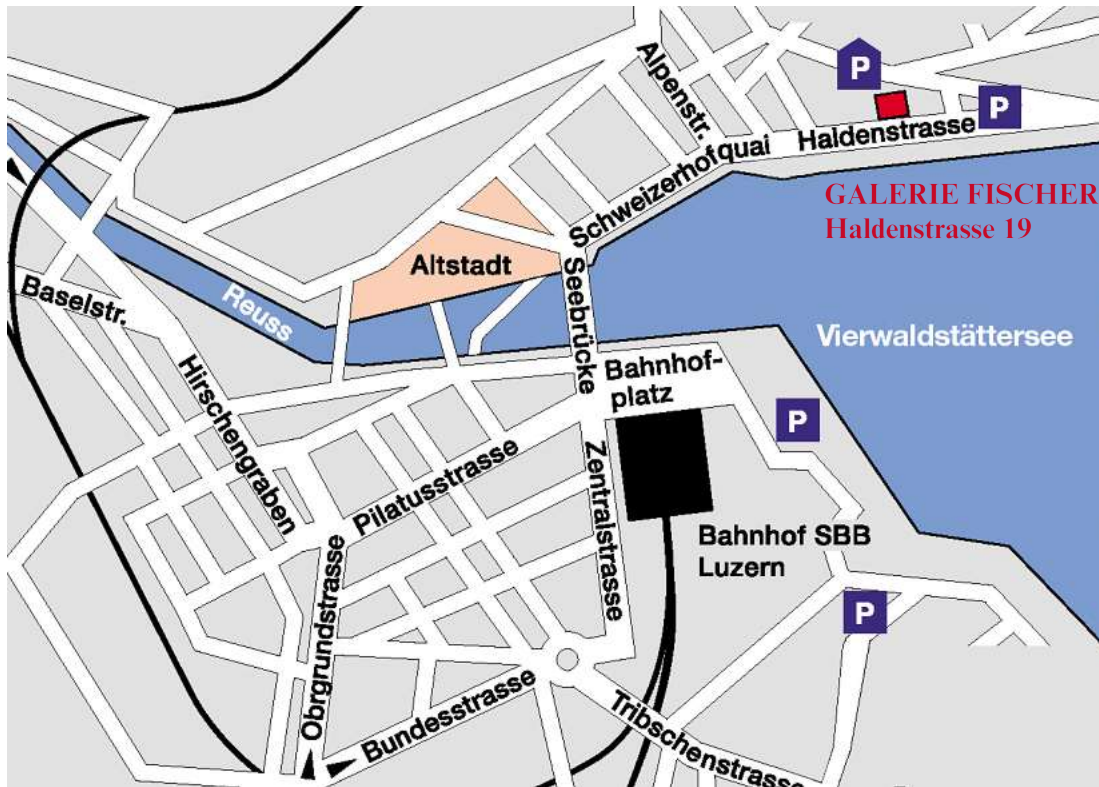 P
P
Alpenstr.
Haldenstrasse
Schweizerhofquai
GALERIE FISCHER
Haldenstrasse 19
Altstadt
Seebrücke
Reuss
Baselstr.
Vierwaldstättersee
Bahnhof-
platz
Hirschengraben
P
Pilatusstrasse
Zentralstrasse
Bahnhof SBB
Luzern
P
Obrgrundstrasse
Bundesstrasse
Tribschenstrasse